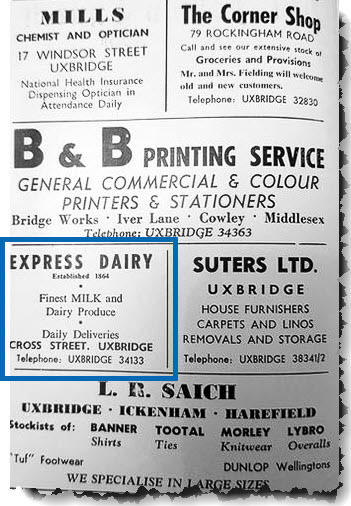 MILLS
CHEMIST AND OPTICIAN
17 WINDSOR STREET
UXBRIDGE
National Health Insurance
Dispensing Optician in
Attendance Daily
The Corner Shop
79 ROCKINGHAM ROAD
Call and see our extensive stock of
Groceries and Provisions
Mr. and Mrs. Fielding will welcome
old and new customers.
Telephone: UXBRIDGE 32830
B & B PRINTING SERVICE
GENERAL COMMERCIAL & COLOUR
PRINTERS & STATIONERS
Bridge Works · Iver Lane · Cowley · Middlesex
Telephone: UXBRIDGE 34363
EXPRESS DAIRY
Established 1864
•
Finest MILK and
Dairy Produce
•
Daily Deliveries
CROSS STREET, UXBRIDGE
Telephone: UXBRIDGE 34133
SUTERS LTD.
UXBRIDGE
HOUSE FURNISHERS
CARPETS AND LINOS
REMOVALS AND STORAGE
Telephone: UXBRIDGE 38341/2
L. R. SAICH
UXBRIDGE · ICKENHAM · HAREFIELD
Stockists of: BANNER TOOTAL MORLEY LYBRO
Shirts Ties Knitwear Overalls
"Tuf" Footwear DUNLOP Wellingtons
WE SPECIALISE IN LARGE SIZES